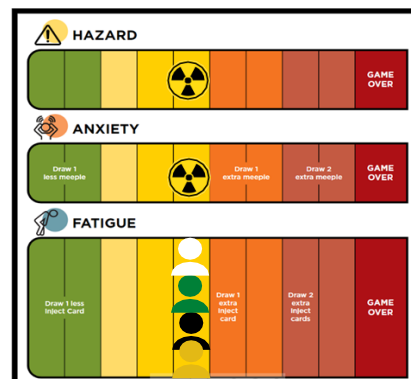 HAZARD
GAME
OVER
ANXIETY
Draw 1
less meeple
Draw 1
extra meeple
Draw 2
extra meeple
GAME
OVER
FATIGUE
Draw 1 less
Inject Card
Draw 1
extra
Inject
card
Draw 2
extra
Inject
cards
GAME
OVER